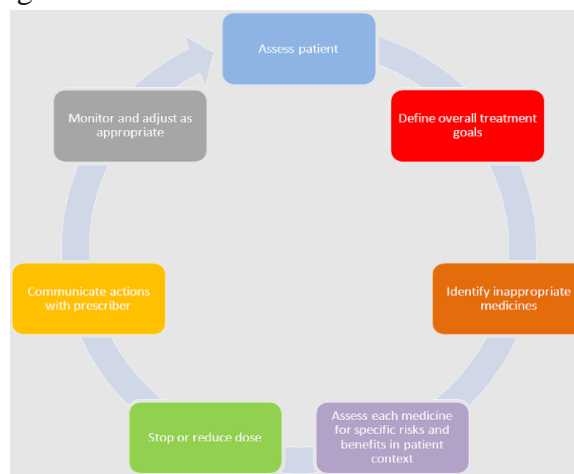 Assess patient
Define overall treatment
goals
Identify inappropriate
medicines
Assess each medicine
for specific risks and
benefits in patient
context
Stop or reduce dose
Communicate actions
with prescriber
Monitor and adjust as
appropriate